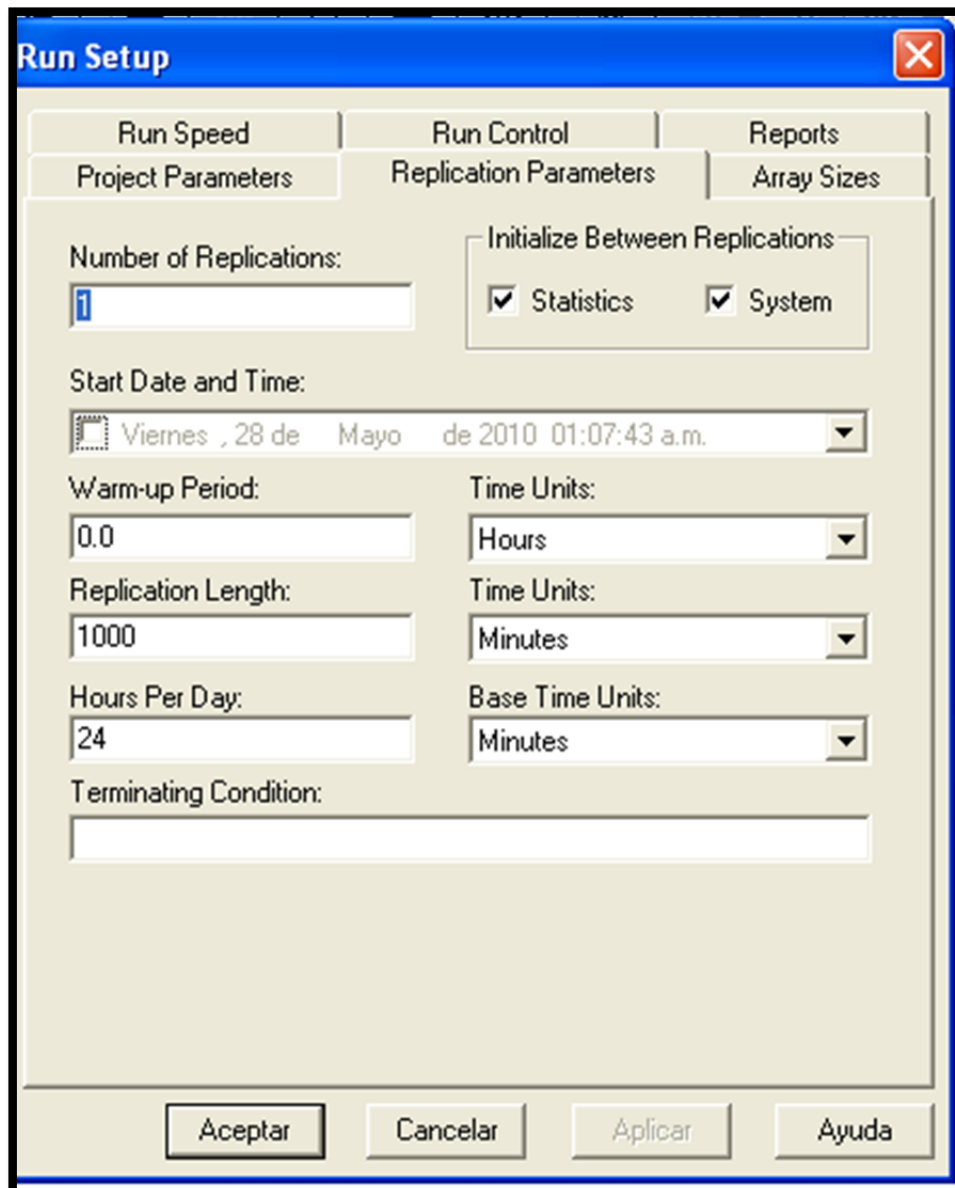 Run Setup
Run Speed Run Control Reports
Project Parameters Replication Parameters Array Sizes
Number of Replications: Initialize Between Replications
1 Statistics System
Start Date and Time:
Viernes , 28 de Mayo de 2010 01:07:43 a.m.
Warm-up Period: Time Units:
0.0 Hours
Replication Length: Time Units:
1000 Minutes
Hours Per Day: Base Time Units:
24 Minutes
Terminating Condition:
Aceptar Cancelar Aplicar Ayuda